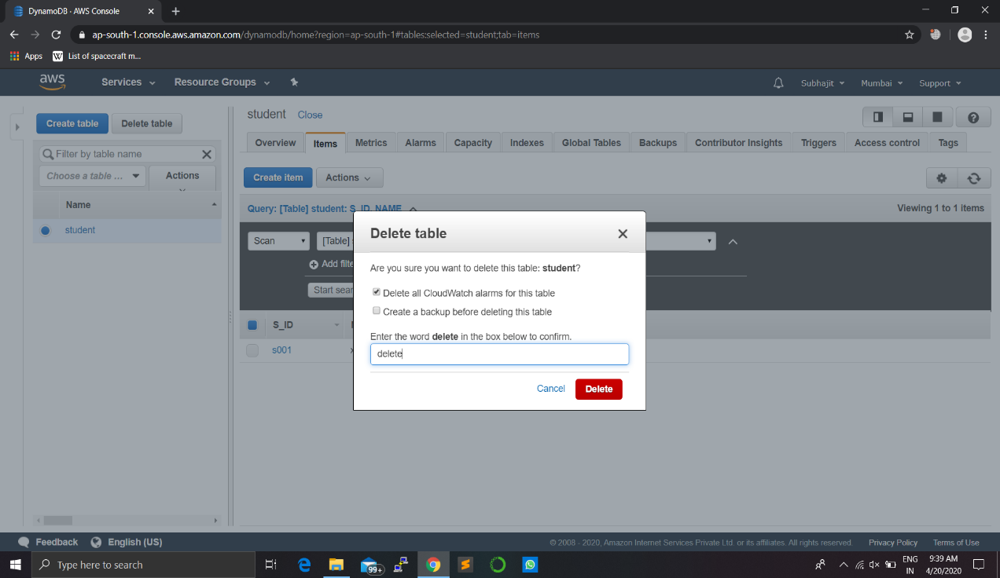 DynamoDB - AWS Console
ap-south-1.console.aws.amazon.com/dynamodb/home?region=ap-south-1#tables:selected=student;tab=items
Apps
W List of spacecraft m...
aws Services Resource Groups Subhajit Mumbai Support
student Close
Create table Delete table
Overview Items Metrics Alarms Capacity Indexes Global Tables Backups Contributor Insights Triggers Access control Tags
Filter by table name
Choose a table ... Actions
Create item Actions
Name
student
Query: [Table] student: S_ID, NAME
Viewing 1 to 1 items
Scan [Table]
Add filte
Start sear
S_ID
s001
Delete table
Are you sure you want to delete this table: student?
Delete all CloudWatch alarms for this table
Create a backup before deleting this table
Enter the word delete in the box below to confirm.
delete
Cancel Delete
Feedback English (US)
© 2008 - 2020, Amazon Internet Services Private Ltd. or its affiliates. All rights reserved. Privacy Policy Terms of Use
Type here to search
99+
ENG
IN
9:39 AM
4/20/2020